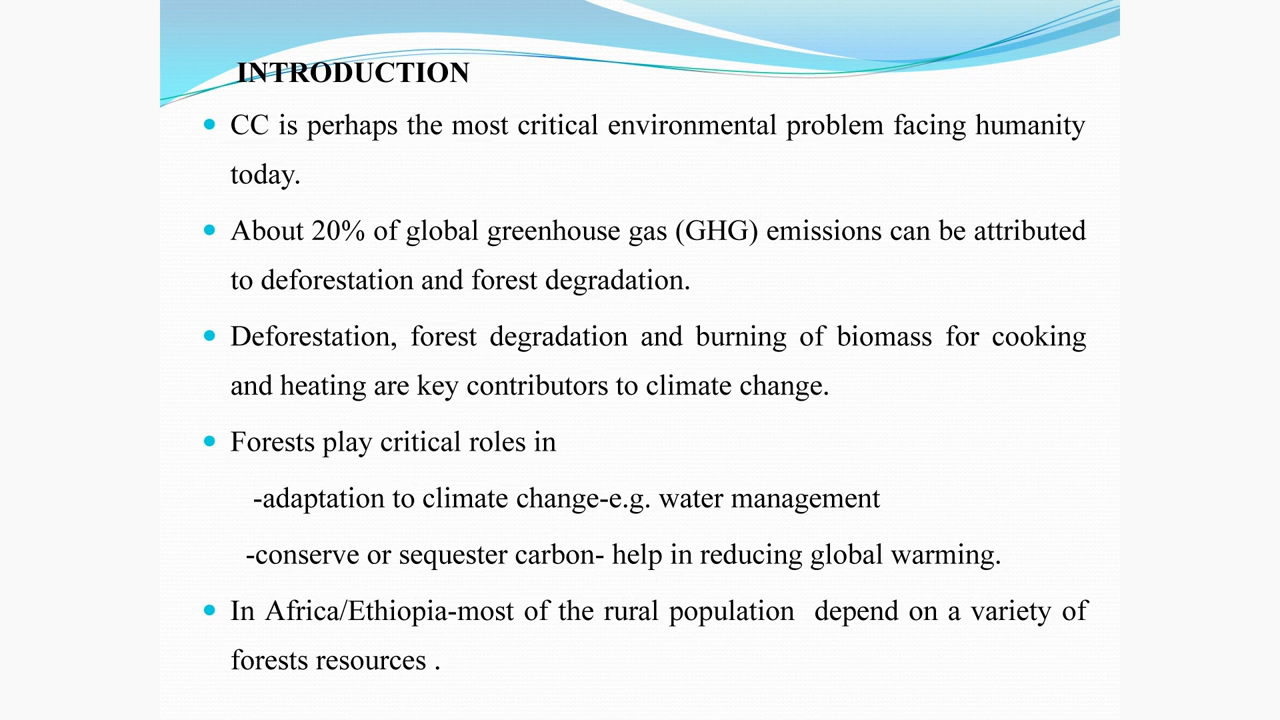 INTRODUCTION
CC is perhaps the most critical environmental problem facing humanity
today.
About 20% of global greenhouse gas (GHG) emissions can be attributed
to deforestation and forest degradation.
Deforestation, forest degradation and burning of biomass for cooking
and heating are key contributors to climate change.
Forests play critical roles in
-adaptation to climate change-e.g. water management
-conserve or sequester carbon- help in reducing global warming.
In Africa/Ethiopia-most of the rural population  depend on a variety of
forests resources .